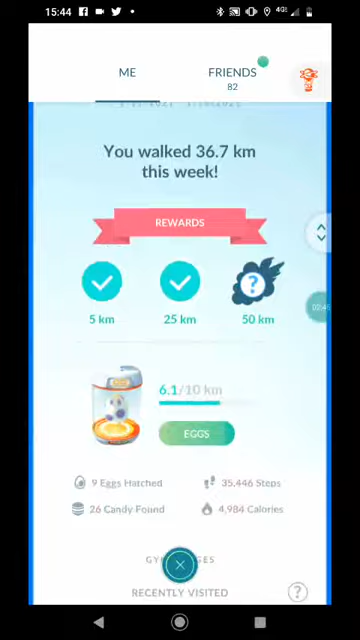 15:44
4G
ME
FRIENDS
82
You walked 36.7 km
this week!
REWARDS
?
5 km
25 km
50 km
6.1/10 km
EGGS
9 Eggs Hatched
35,446 Steps
26 Candy Found
4,984 Calories
RECENTLY VISITED
?